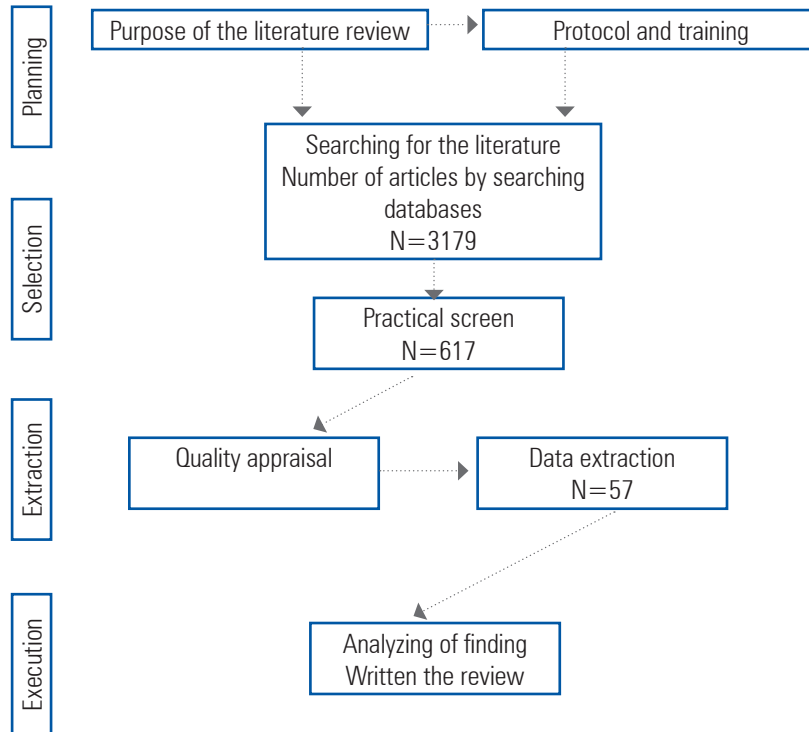 Planning
Purpose of the literature review
Protocol and training
Searching for the literature
Number of articles by searching
databases
N=3179
Selection
Practical screen
N=617
Extraction
Quality appraisal
Data extraction
N=57
Execution
Analyzing of finding
Written the review